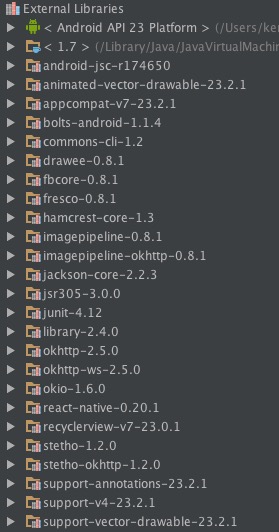 External Libraries
< Android API 23 Platform > (/Users/ke
< 1.7 > (/Library/Java/JavaVirtualMachin
android-jsc-r174650
animated-vector-drawable-23.2.1
appcompat-v7-23.2.1
bolts-android-1.1.4
commons-cli-1.2
drawee-0.8.1
fbcore-0.8.1
fresco-0.8.1
hamcrest-core-1.3
imagepipeline-0.8.1
imagepipeline-okhttp-0.8.1
jackson-core-2.2.3
jsr305-3.0.0
junit-4.12
library-2.4.0
okhttp-2.5.0
okhttp-ws-2.5.0
okio-1.6.0
react-native-0.20.1
recyclerview-v7-23.0.1
stetho-1.2.0
stetho-okhttp-1.2.0
support-annotations-23.2.1
support-v4-23.2.1
support-vector-drawable-23.2.1